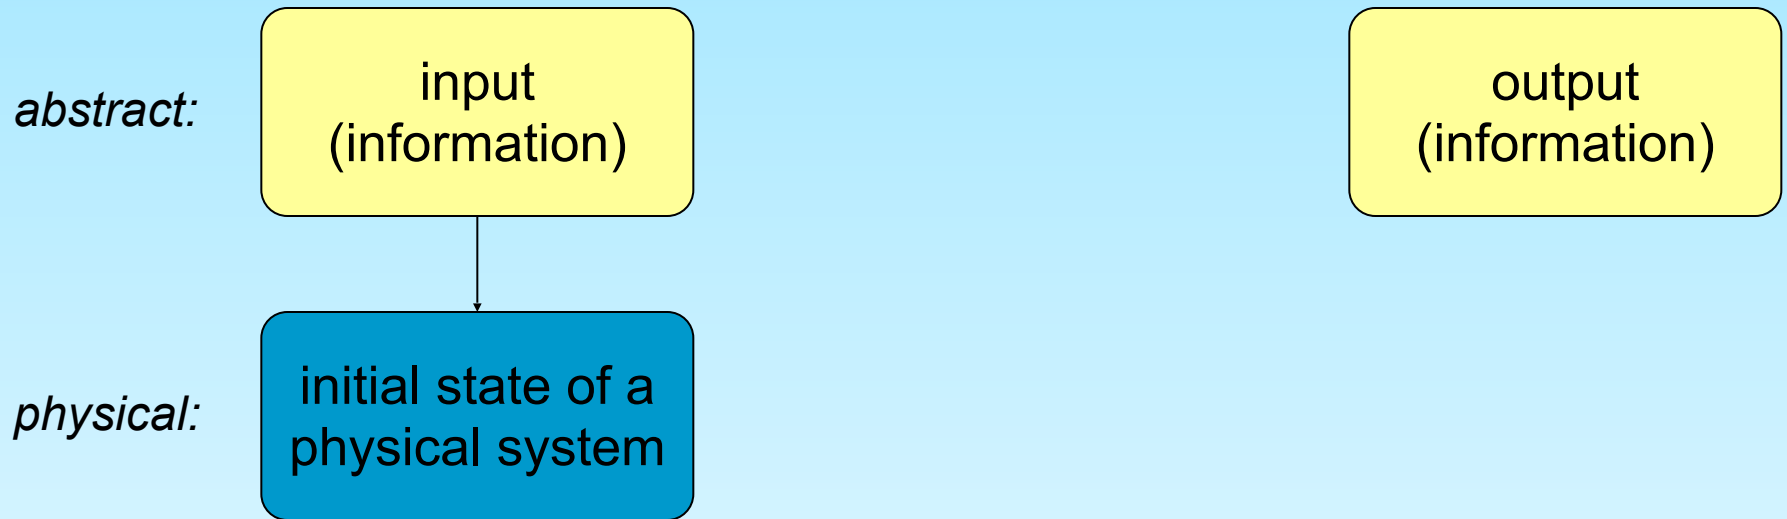 abstract:
input
(information)
output
(information)
physical:
initial state of a
physical system